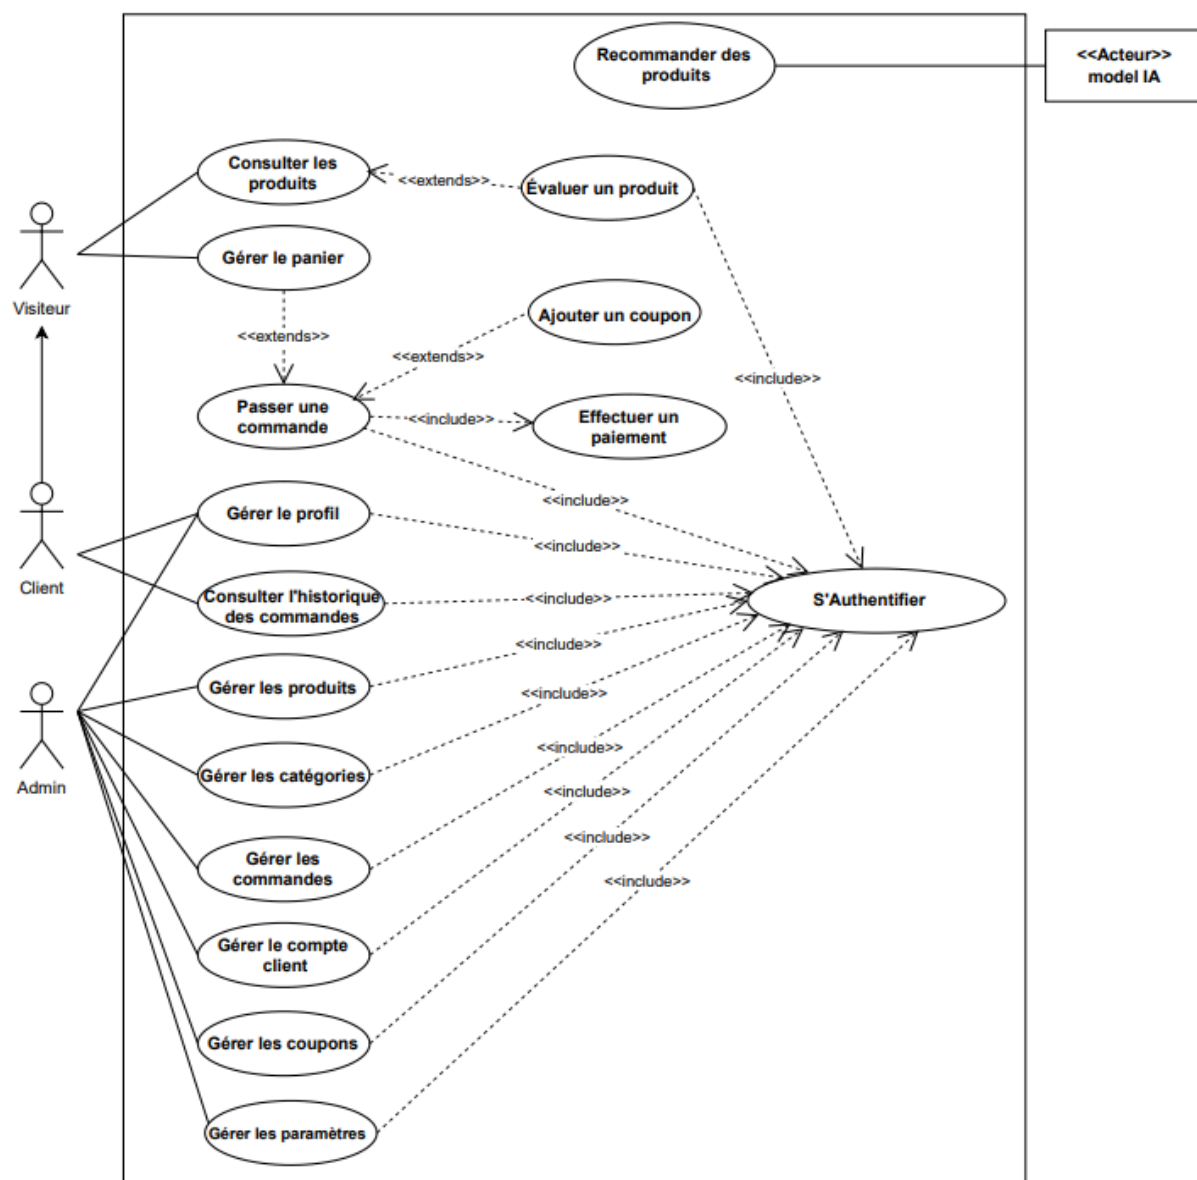 Recommander des
produits
<<Acteur>>
model IA
Consulter les
produits
<<extends>>
Évaluer un produit
Visiteur
Gérer le panier
<<extends>>
Ajouter un coupon
<<extends>>
<<include>>
Passer une
commande
<<include>>
Effectuer un
paiement
<<include>>
Client
Gérer le profil
<<include>>
Consulter l'historique
des commandes
<<include>>
S'Authentifier
Admin
Gérer les produits
<<include>>
Gérer les catégories
<<include>>
Gérer les
commandes
<<include>>
Gérer le compte
client
<<include>>
Gérer les coupons
<<include>>
Gérer les paramètres
<<include>>